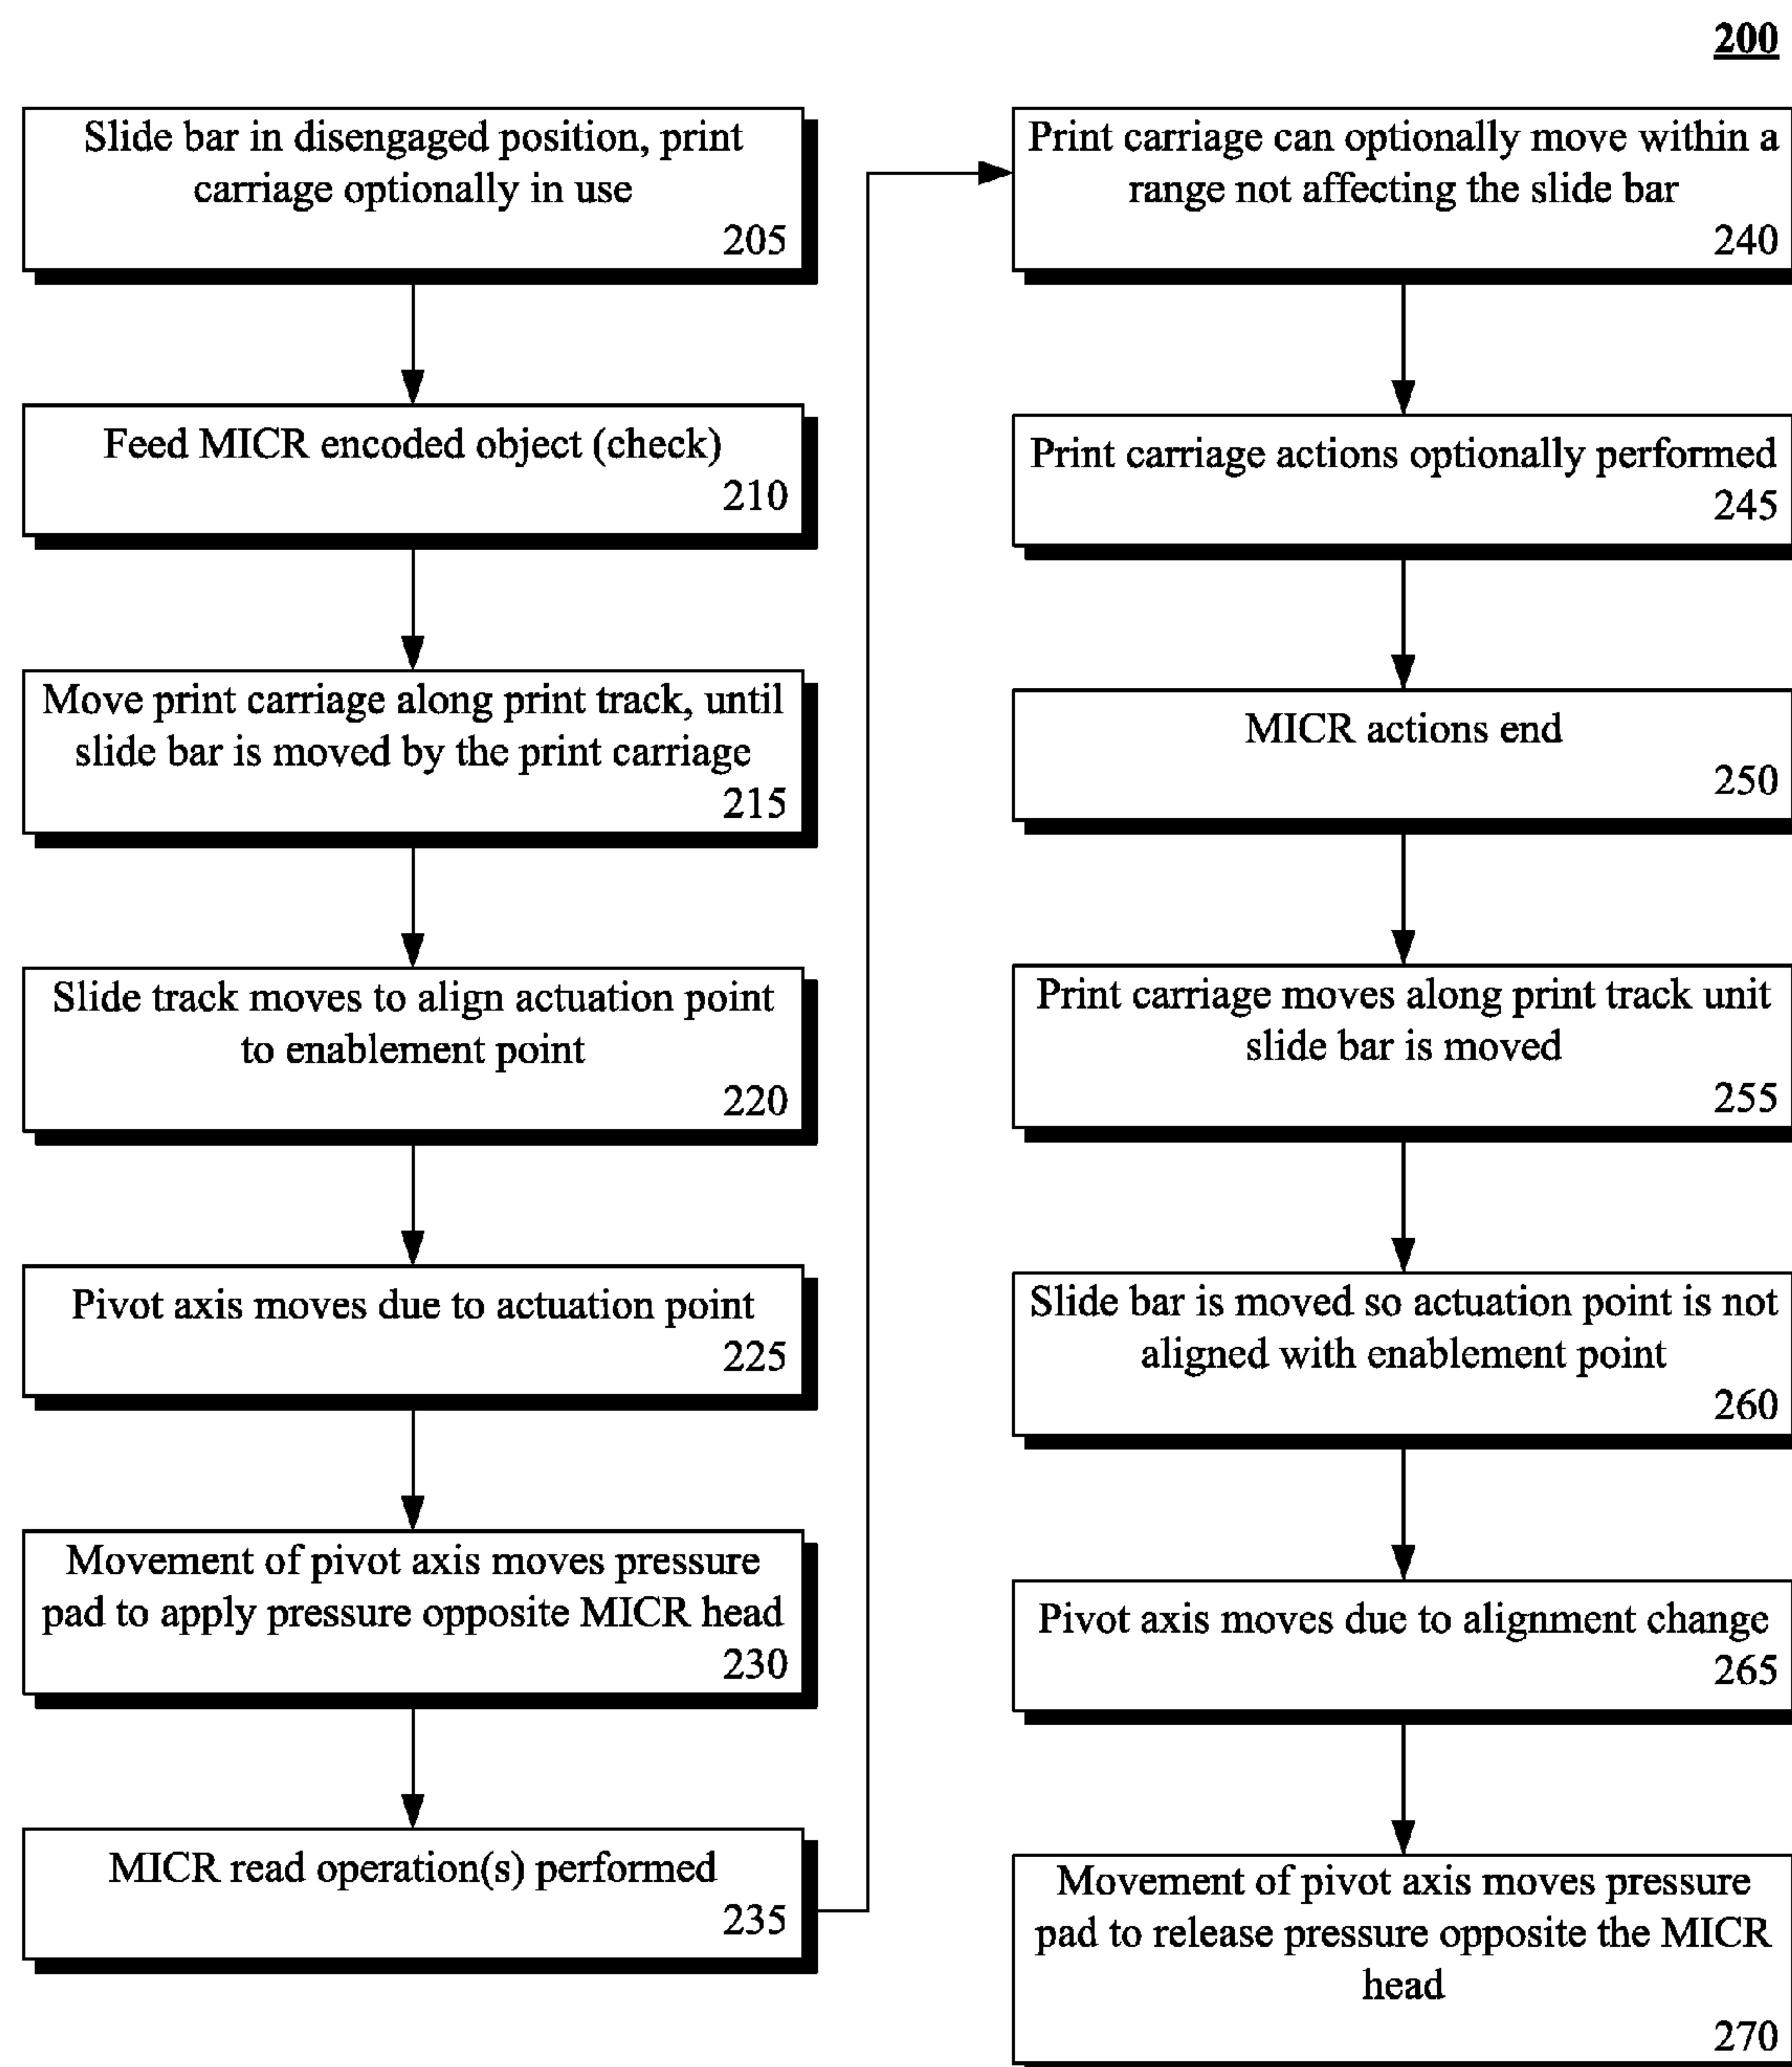 200
Slide bar in disengaged position, print
carriage optionally in use
205
Feed MICR encoded object (check)
210
Move print carriage along print track, until
slide bar is moved by the print carriage
215
Slide track moves to align actuation point
to enablement point
220
Pivot axis moves due to actuation point
225
Movement of pivot axis moves pressure
pad to apply pressure opposite MICR head
230
MICR read operation(s) performed
235
Print carriage can optionally move within a
range not affecting the slide bar
240
Print carriage actions optionally performed
245
MICR actions end
250
Print carriage moves along print track unit
slide bar is moved
255
Slide bar is moved so actuation point is not
aligned with enablement point
260
Pivot axis moves due to alignment change
265
Movement of pivot axis moves pressure
pad to release pressure opposite the MICR
head
270